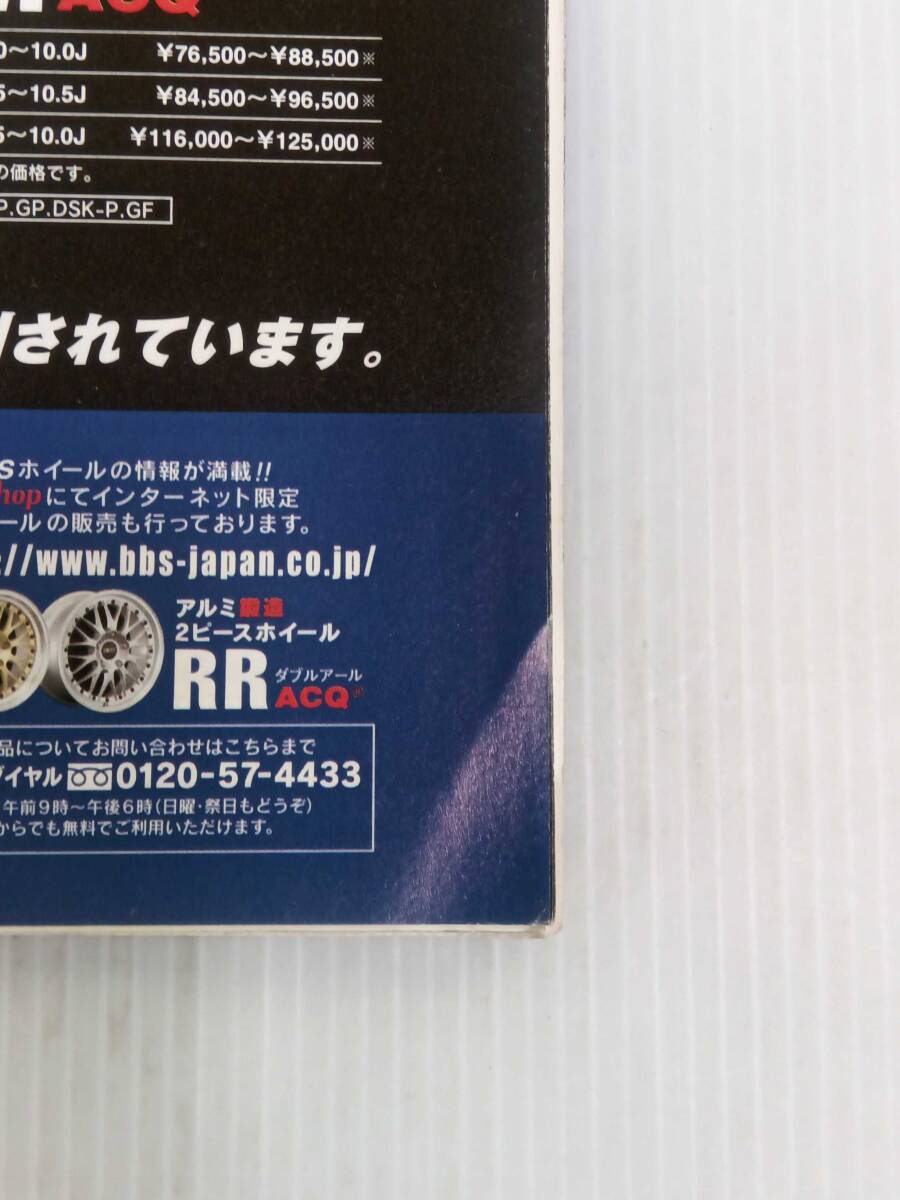 ACQ
0～10.0J ¥76,500～¥88,500※
5～10.5J ¥84,500～¥96,500※
5～10.0J ¥116,000～¥125,000※
の価格です。
P.GP.DSK-P.GF
されています。
Sホイールの情報が満載!!
hopにてインターネット限定
ールの販売も行っております。
://www.bbs-japan.co.jp/
アルミ鍛造
2ピースホイール
RR ダブルアール
ACQ®
品についてお問い合わせはこちらまで
ダイヤル 0120-57-4433
午前9時～午後6時(日曜・祭日もどうぞ)
からでも無料でご利用いただけます。